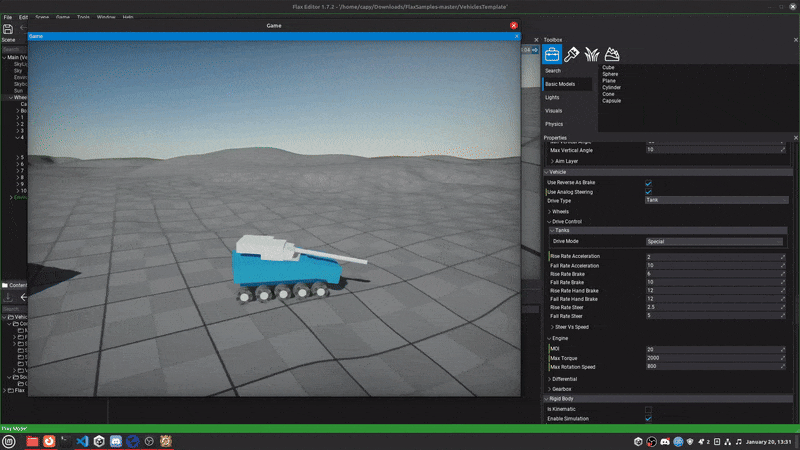 Flax Editor 1.7.2 - '/home/capy/Downloads/FlaxSamples-master/VehiclesTemplate'
File
Scene
Game
Tools
Window
Help
Game
Game
Scene
Search
Main
Sun
1
2
3
4
5
6
7
8
9
10
Content
Search
Flax
Toolbox
Search
Basic Models
Lights
Visuals
Physics
Cube
Sphere
Plane
Cylinder
Cone
Capsule
Properties
Max Vertical Angle
Max Vertical Angle 10
Aim Layer
Vehicle
Use Reverse As Brake
Use Analog Steering
Drive Type Tank
Wheels
Drive Control
Tanks
Drive Mode Special
Rise Rate Acceleration 2
Fall Rate Acceleration 10
Rise Rate Brake 6
Fall Rate Brake 10
Rise Rate Hand Brake 12
Fall Rate Hand Brake 12
Rise Rate Steer 2.5
Fall Rate Steer 5
Steer Vs Speed
Engine
MOI 20
Max Torque 2000
Max Rotation Speed 800
Differential
Gearbox
Rigid Body
Is Kinematic
Enable Simulation
Play Mode!
2
January 20, 13:31